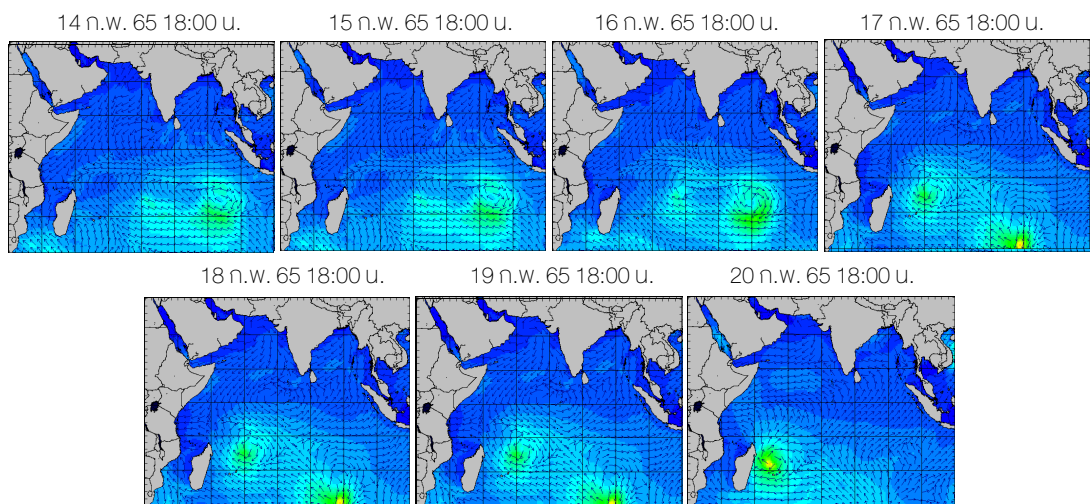 14 ก.พ. 65 18:00 น.
15 ก.พ. 65 18:00 น.
16 ก.พ. 65 18:00 น.
17 ก.พ. 65 18:00 น.
18 ก.พ. 65 18:00 น.
19 ก.พ. 65 18:00 น.
20 ก.พ. 65 18:00 น.